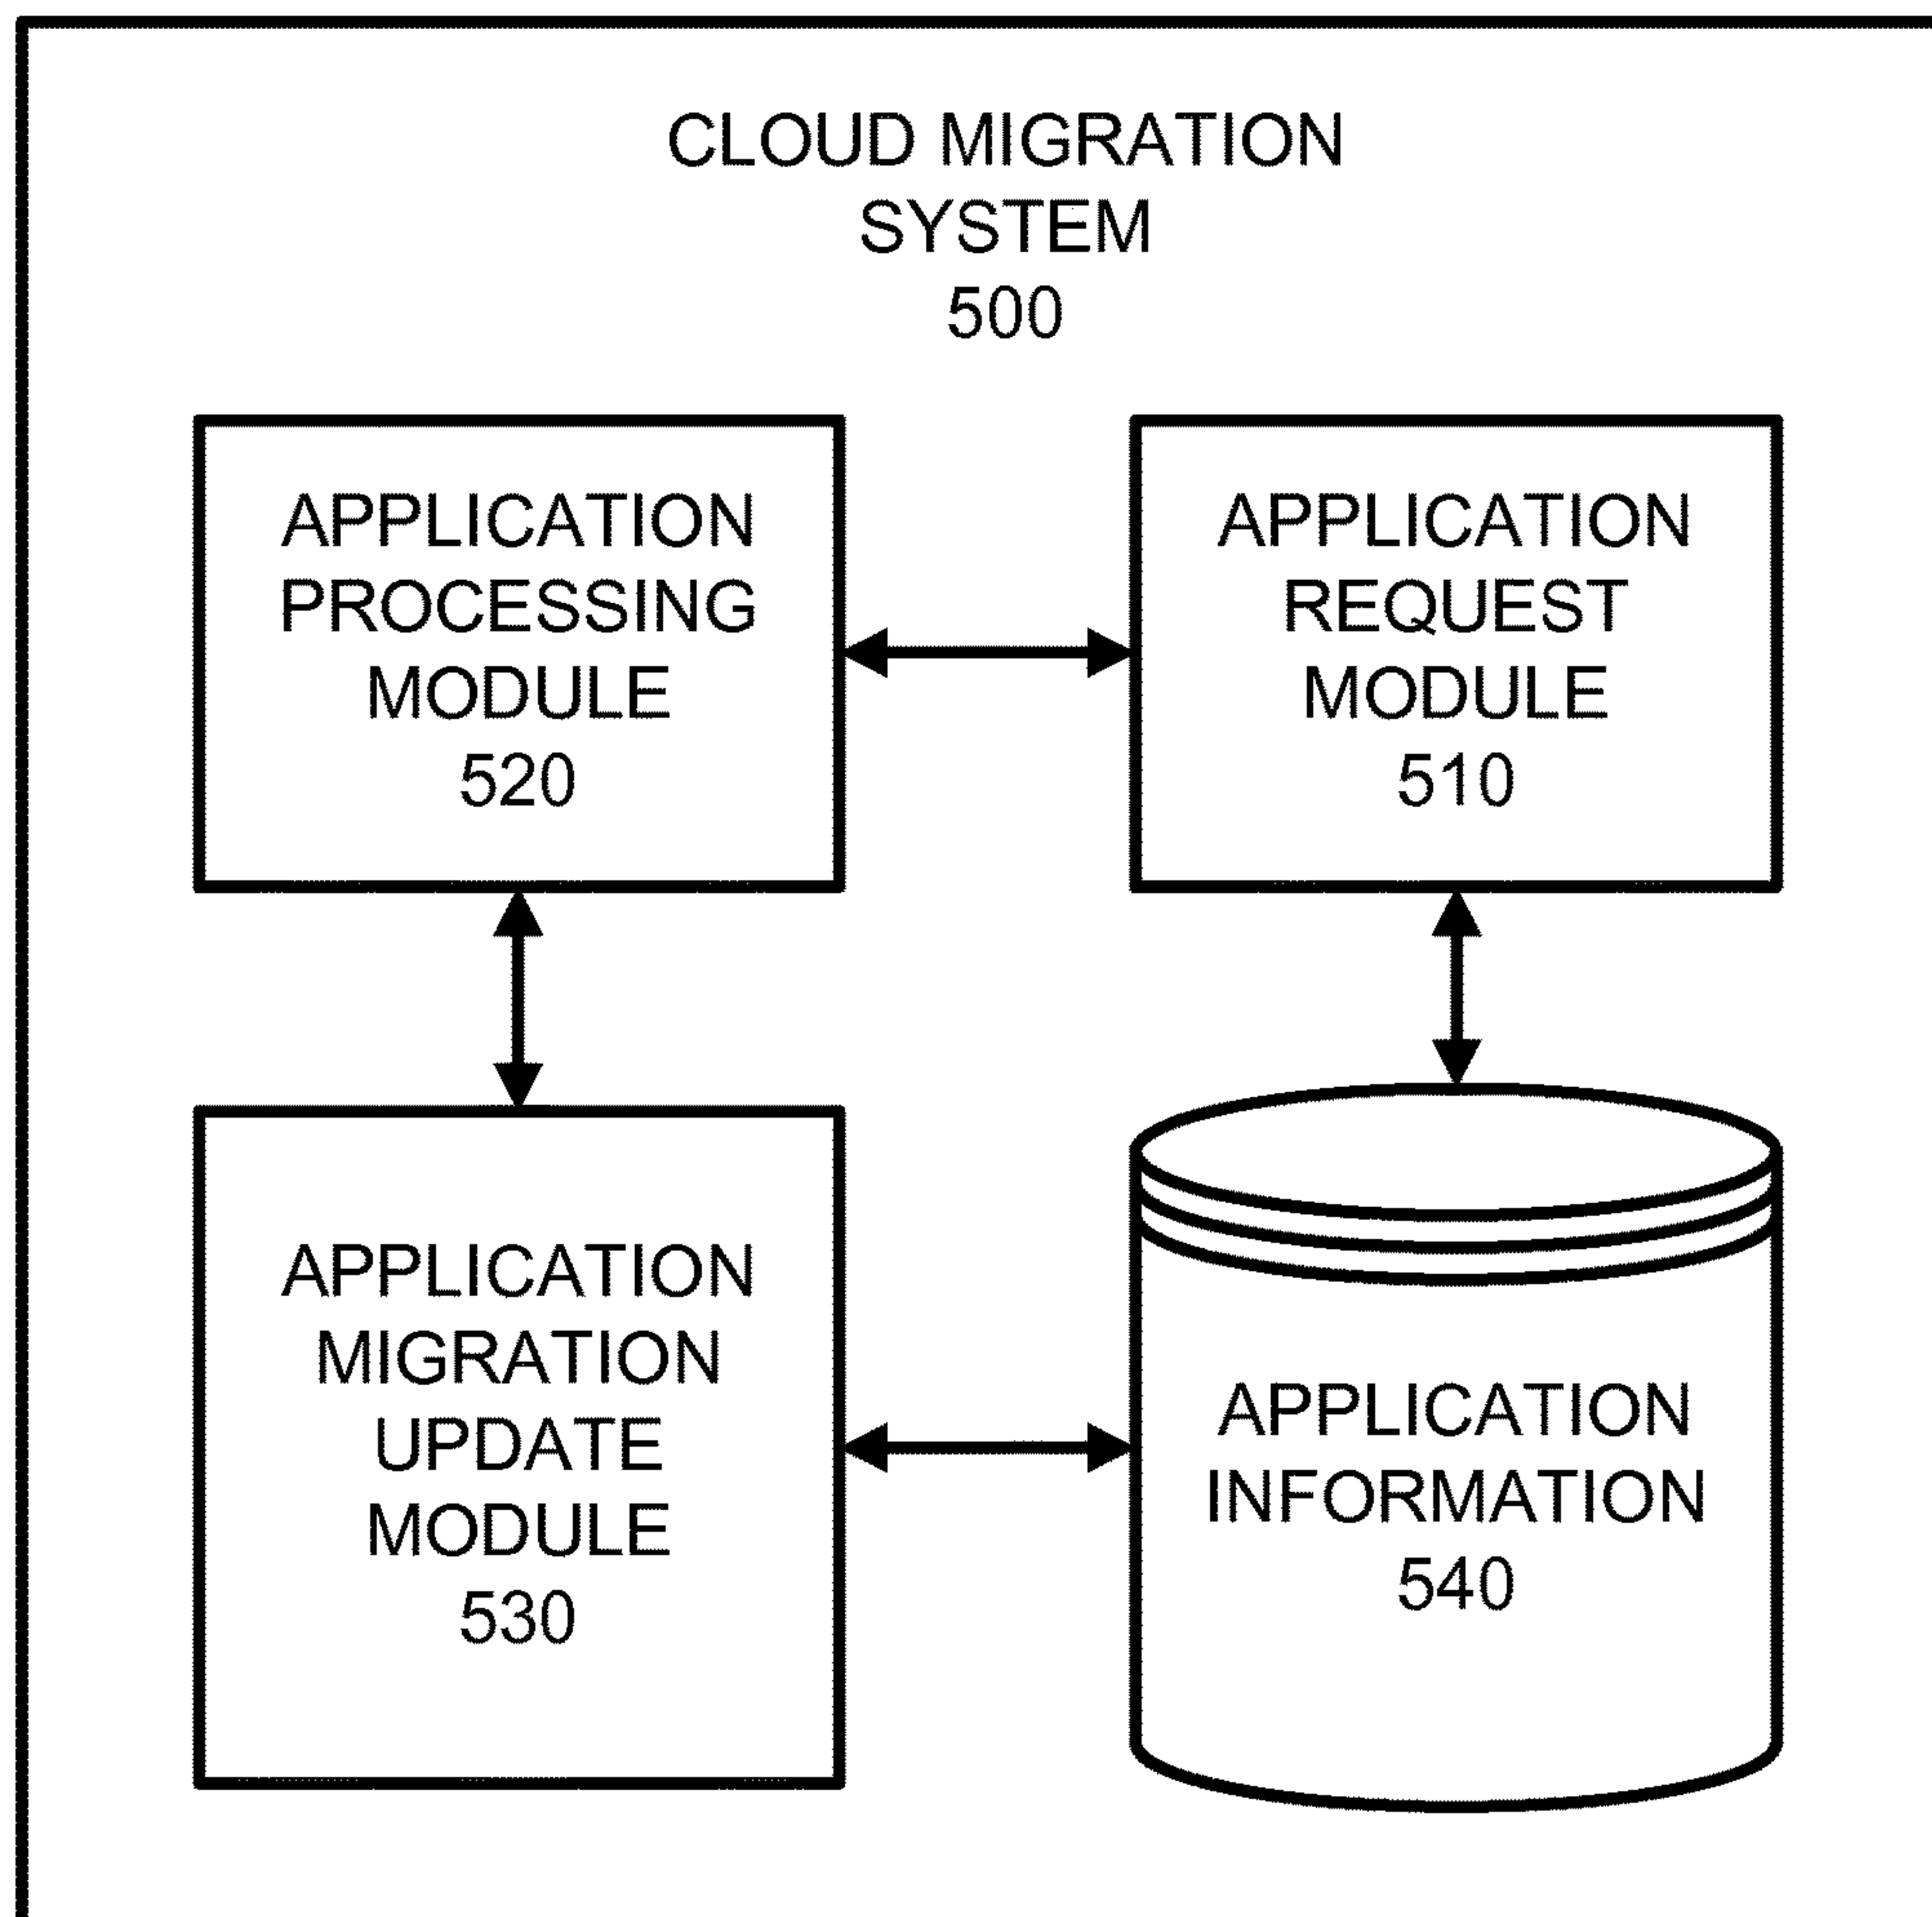 CLOUD MIGRATION
SYSTEM
500
APPLICATION
PROCESSING
MODULE
520
APPLICATION
REQUEST
MODULE
510
APPLICATION
MIGRATION
UPDATE
MODULE
530
APPLICATION
INFORMATION
540